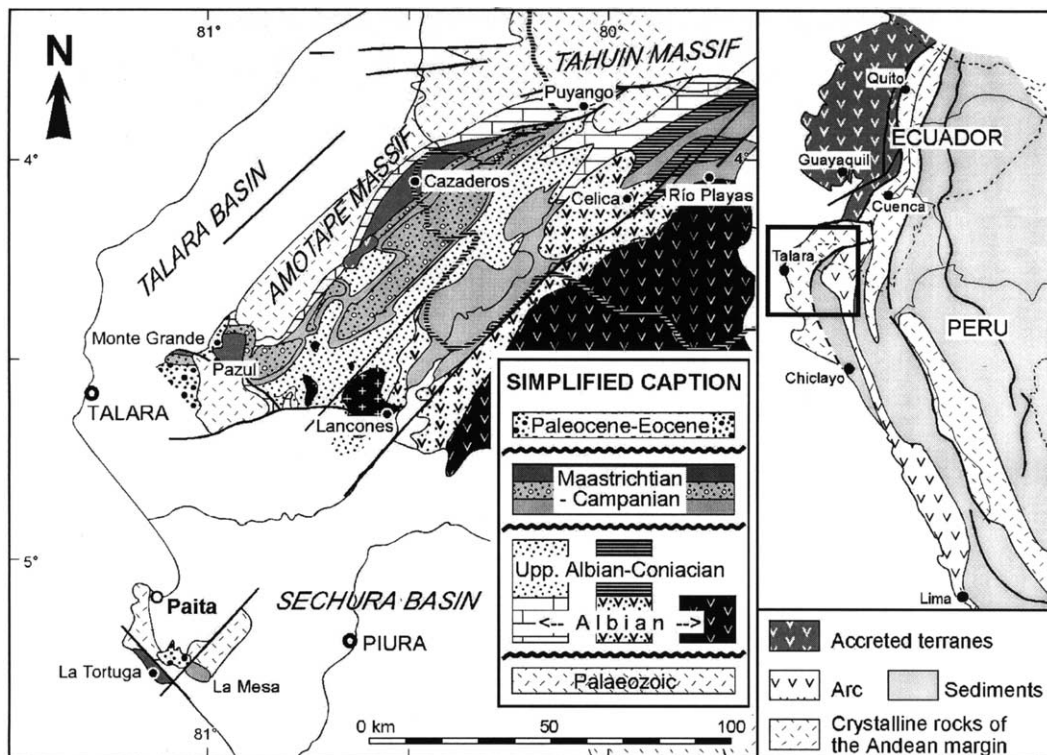 81°
80°
N
TAHUIN MASSIF
Puyango
4°
4°
Cazaderos
Celica
Río Playas
TALARA BASIN
AMOTAPE MASSIF
Monte Grande
Pazul
TALARA
Lancones
5°
Paita
SECHURA BASIN
PIURA
La Tortuga
La Mesa
81°
0 km
50
100
SIMPLIFIED CAPTION
Paleocene-Eocene
Maastrichtian
- Campanian
Upp. Albian-Coniacian
<-- Albian -->
Palaeozoic
Quito
ECUADOR
Guayaquil
Cuenca
Talara
PERU
Chiclayo
Lima
Accreted terranes
Arc
Sediments
Crystalline rocks of
the Andean margin